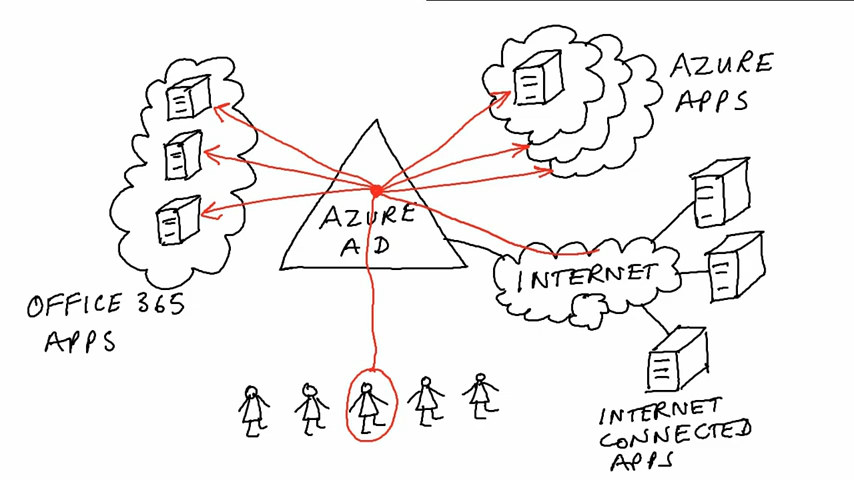 AZURE
APPS
AZURE
AD
INTERNET
OFFICE 365
APPS
INTERNET
CONNECTED
APPS